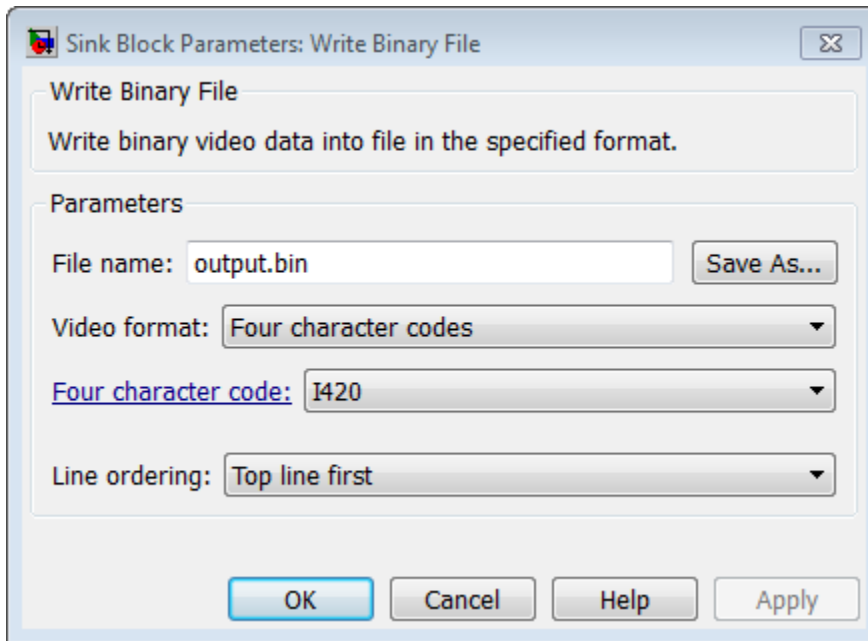 Sink Block Parameters: Write Binary File
Write Binary File
Write binary video data into file in the specified format.
Parameters
File name: output.bin Save As...
Video format: Four character codes
Four character code: I420
Line ordering: Top line first
OK Cancel Help Apply